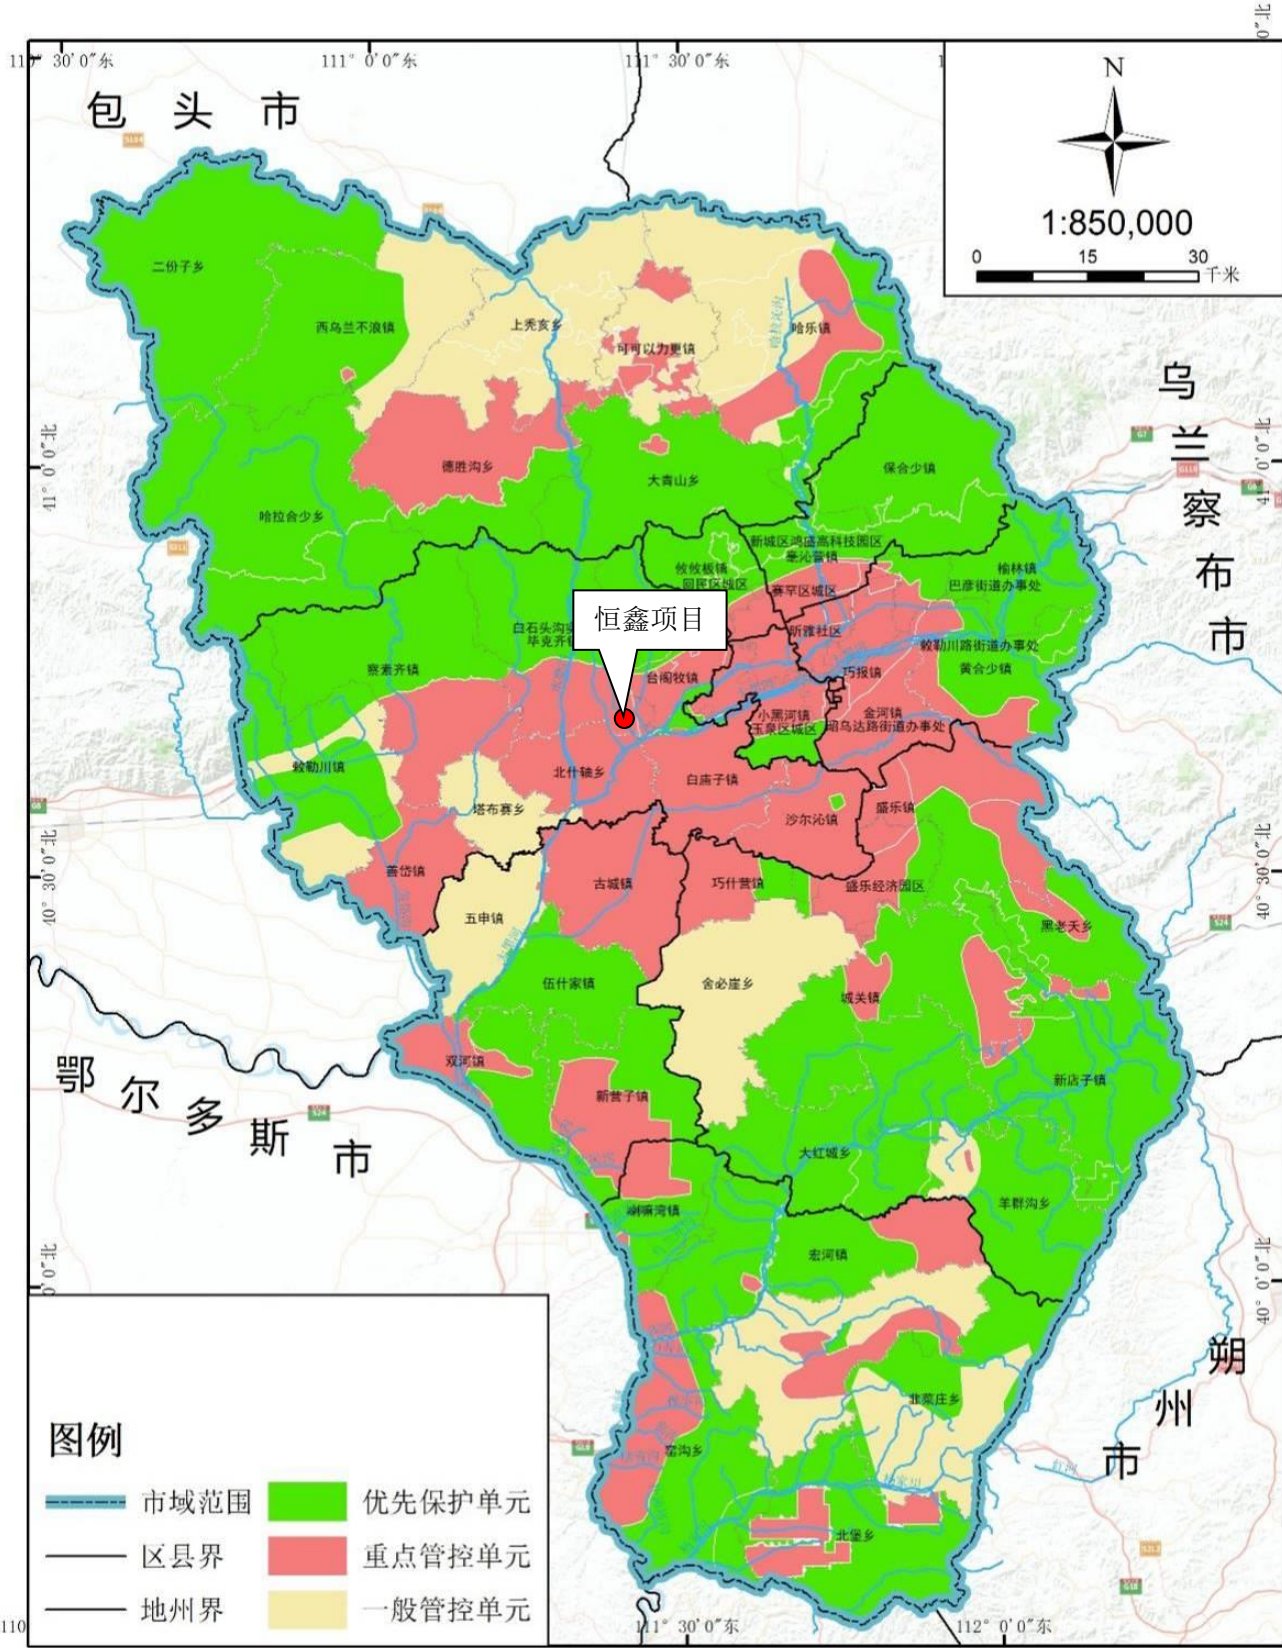 111° 0′0″东
111° 30′0″东
包头市
N
1:850,000
0 15 30
千米
二份子乡
西乌兰不浪镇
上秃亥乡
可可以力更镇
哈乐镇
乌兰察布市
德胜沟乡
大青山乡
保合少镇
41° 0′0″北
41° 0′0″北
哈拉合少乡
新城区鸿盛高科技园区
毫沁营镇
攸攸板镇
回民区城区
榆林镇
巴彦街道办事处
赛罕区城区
恒鑫项目
昕雅社区
敕勒川路街道办事处
黄合少镇
察素齐镇
台阁牧镇
巧报镇
小黑河镇
玉泉区城区
金河镇
昭乌达路街道办事处
敕勒川镇
北什轴乡
白庙子镇
塔布赛乡
沙尔沁镇
盛乐镇
善岱镇
古城镇
巧什营镇
盛乐经济园区
40° 30′0″北
40° 30′0″北
五申镇
黑老夭乡
伍什家镇
舍必崖乡
城关镇
双河镇
新店子镇
新营子镇
鄂尔多斯市
大红城乡
羊群沟乡
喇嘛湾镇
宏河镇
40° 0′0″北
朔州市
北菜庄乡
窑沟乡
北堡乡
图例
市域范围
优先保护单元
区县界
重点管控单元
地州界
一般管控单元
111° 30′0″东
112° 0′0″东